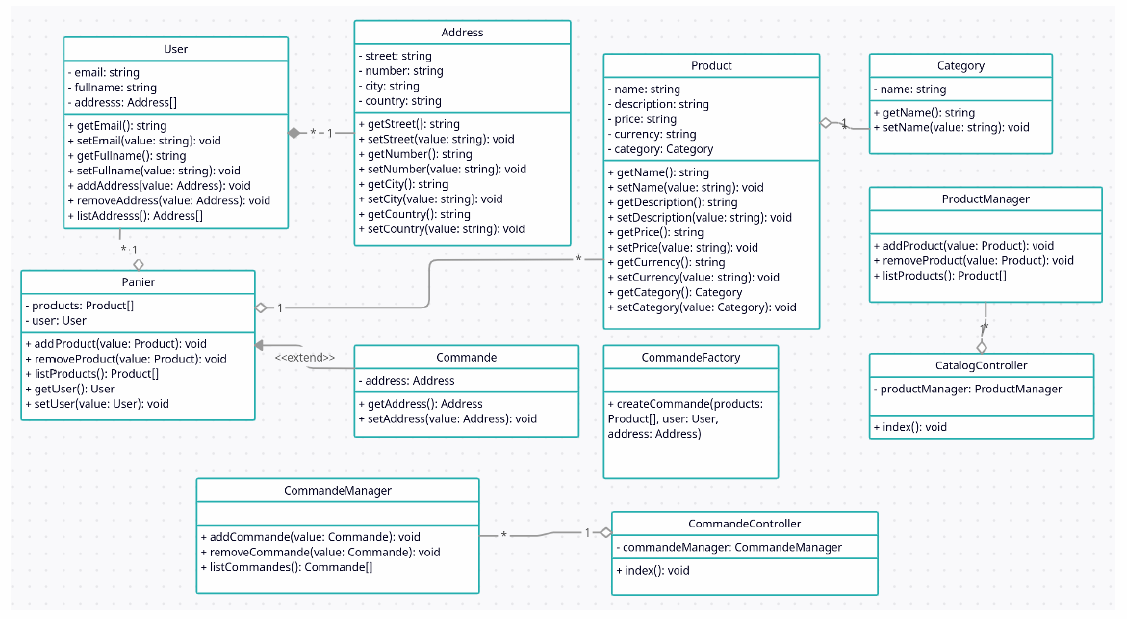 User
- email: string
- fullname: string
- addresss: Address[]
+ getEmail(): string
+ setEmail(value: string): void
+ getFullname(): string
+ setFullname(value: string): void
+ addAddress(value: Address): void
+ removeAddress(value: Address): void
+ listAddresss(): Address[]
* - 1
Address
- street: string
- number: string
- city: string
- country: string
+ getStreet(): string
+ setStreet(value: string): void
+ getNumber(): string
+ setNumber(value: string): void
+ getCity(): string
+ setCity(value: string): void
+ getCountry(): string
+ setCountry(value: string): void
Product
- name: string
- description: string
- price: string
- currency: string
- category: Category
+ getName(): string
+ setName(value: string): void
+ getDescription(): string
+ setDescription(value: string): void
+ getPrice(): string
+ setPrice(value: string): void
+ getCurrency(): string
+ setCurrency(value: string): void
+ getCategory(): Category
+ setCategory(value: Category): void
1
Category
- name: string
+ getName(): string
+ setName(value: string): void
ProductManager
+ addProduct(value: Product): void
+ removeProduct(value: Product): void
+ listProducts(): Product[]
* 1
Panier
- products: Product[]
- user: User
+ addProduct(value: Product): void
+ removeProduct(value: Product): void
+ listProducts(): Product[]
+ getUser(): User
+ setUser(value: User): void
1
*
<<extend>>
Commande
- address: Address
+ getAddress(): Address
+ setAddress(value: Address): void
CommandeFactory
+ createCommande(products:
Product[], user: User,
address: Address)
CatalogController
- productManager: ProductManager
+ index(): void
CommandeManager
+ addCommande(value: Commande): void
+ removeCommande(value: Commande): void
+ listCommandes(): Commande[]
*
1
CommandeController
- commandeManager: CommandeManager
+ index(): void